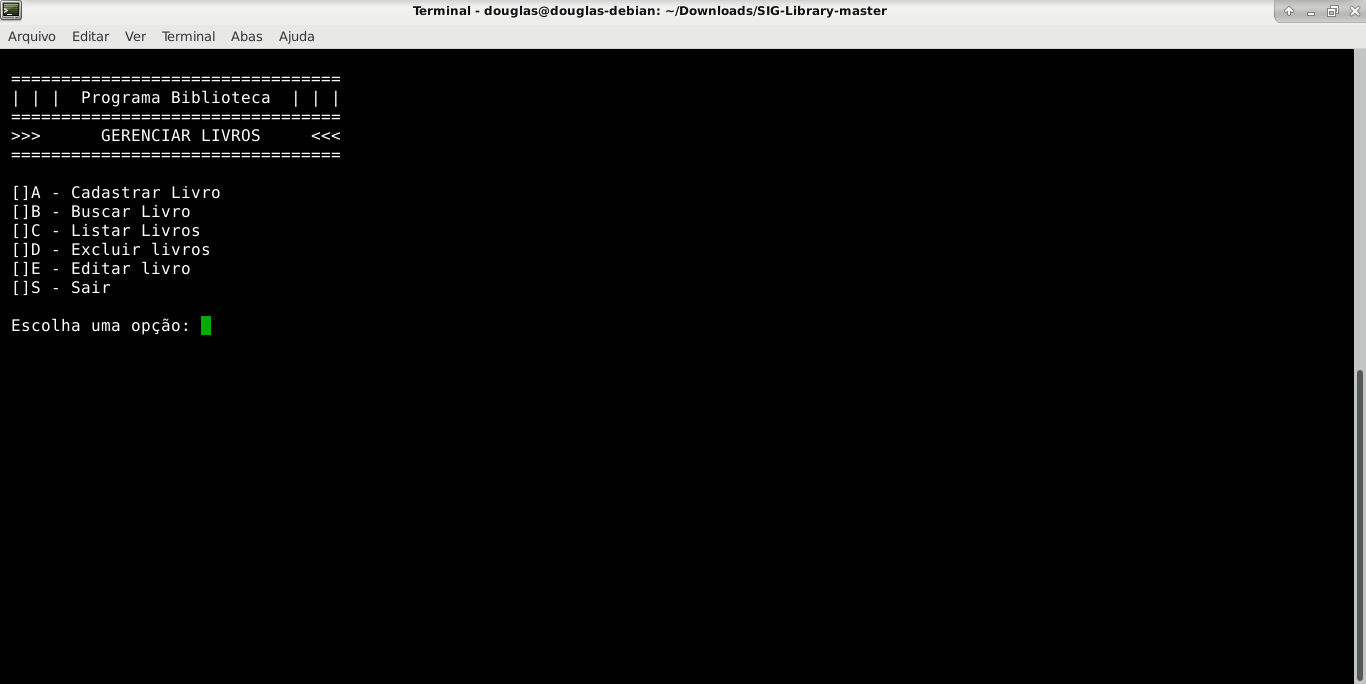 Terminal - douglas@douglas-debian: ~/Downloads/SIG-Library-master
Arquivo Editar Ver Terminal Abas Ajuda
=================================
| | |  Programa Biblioteca  | | |
=================================
>>>      GERENCIAR LIVROS     <<<
=================================
[]A - Cadastrar Livro
[]B - Buscar Livro
[]C - Listar Livros
[]D - Excluir livros
[]E - Editar livro
[]S - Sair
Escolha uma opção: